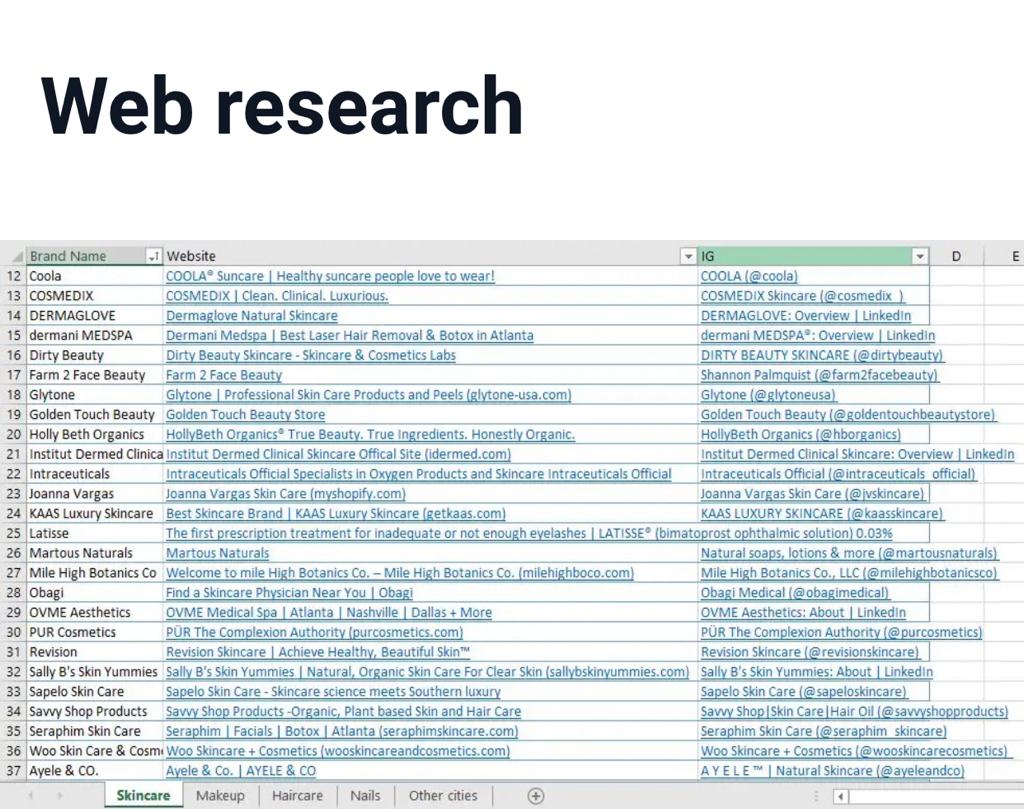 Web research
Brand Name Website IG D E
12 Coola COOLA® Suncare | Healthy suncare people love to wear! COOLA (@coola)
13 COSMEDIX COSMEDIX | Clean. Clinical. Luxurious. COSMEDIX Skincare (@cosmedix_)
14 DERMAGLOVE Dermaglove Natural Skincare DERMAGLOVE: Overview | LinkedIn
15 dermani MEDSPA Dermani Medspa | Best Laser Hair Removal & Botox in Atlanta dermani MEDSPA®: Overview | LinkedIn
16 Dirty Beauty Dirty Beauty Skincare - Skincare & Cosmetics Labs DIRTY BEAUTY SKINCARE (@dirtybeauty)
17 Farm 2 Face Beauty Farm 2 Face Beauty Shannon Palmquist (@farm2facebeauty)
18 Glytone Glytone | Professional Skin Care Products and Peels (glytone-usa.com) Glytone (@glytoneusa)
19 Golden Touch Beauty Golden Touch Beauty Store Golden Touch Beauty (@goldentouchbeautystore)
20 Holly Beth Organics HollyBeth Organics® True Beauty. True Ingredients. Honestly Organic. HollyBeth Organics (@hborganics)
21 Institut Dermed Clinica Institut Dermed Clinical Skincare Offical Site (idermed.com) Institut Dermed Clinical Skincare: Overview | LinkedIn
22 Intraceuticals Intraceuticals Official Specialists in Oxygen Products and Skincare Intraceuticals Official Intraceuticals Official (@intraceuticals_official)
23 Joanna Vargas Joanna Vargas Skin Care (myshopify.com) Joanna Vargas Skin Care (@jvskincare)
24 KAAS Luxury Skincare Best Skincare Brand | KAAS Luxury Skincare (getkaas.com) KAAS LUXURY SKINCARE (@kaasskincare)
25 Latisse The first prescription treatment for inadequate or not enough eyelashes | LATISSE® (bimatoprost ophthalmic solution) 0.03%
26 Martous Naturals Martous Naturals Natural soaps, lotions & more (@martousnaturals)
27 Mile High Botanics Co Welcome to mile High Botanics Co. – Mile High Botanics Co. (milehighboco.com) Mile High Botanics Co., LLC (@milehighbotanicsco)
28 Obagi Find a Skincare Physician Near You | Obagi Obagi Medical (@obagimedical)
29 OVME Aesthetics OVME Medical Spa | Atlanta | Nashville | Dallas + More OVME Aesthetics: About | LinkedIn
30 PUR Cosmetics PÜR The Complexion Authority (purcosmetics.com) PÜR The Complexion Authority (@purcosmetics)
31 Revision Revision Skincare | Achieve Healthy, Beautiful Skin™ Revision Skincare (@revisionskincare)
32 Sally B's Skin Yummies Sally B's Skin Yummies | Natural, Organic Skin Care For Clear Skin (sallybskinyummies.com) Sally B's Skin Yummies: About | LinkedIn
33 Sapelo Skin Care Sapelo Skin Care - Skincare science meets Southern luxury Sapelo Skin Care (@sapeloskincare)
34 Savvy Shop Products Savvy Shop Products -Organic, Plant based Skin and Hair Care Savvy Shop|Skin Care|Hair Oil (@savvyshopproducts)
35 Seraphim Skin Care Seraphim | Facials | Botox | Atlanta (seraphimskincare.com) Seraphim Skin Care (@seraphim_skincare)
36 Woo Skin Care & Cosm Woo Skincare + Cosmetics (wooskincareandcosmetics.com) Woo Skincare + Cosmetics (@wooskincarecosmetics)
37 Ayele & CO. Ayele & Co. | AYELE & CO A Y E L E ™ | Natural Skincare (@ayeleandco)
Skincare Makeup Haircare Nails Other cities